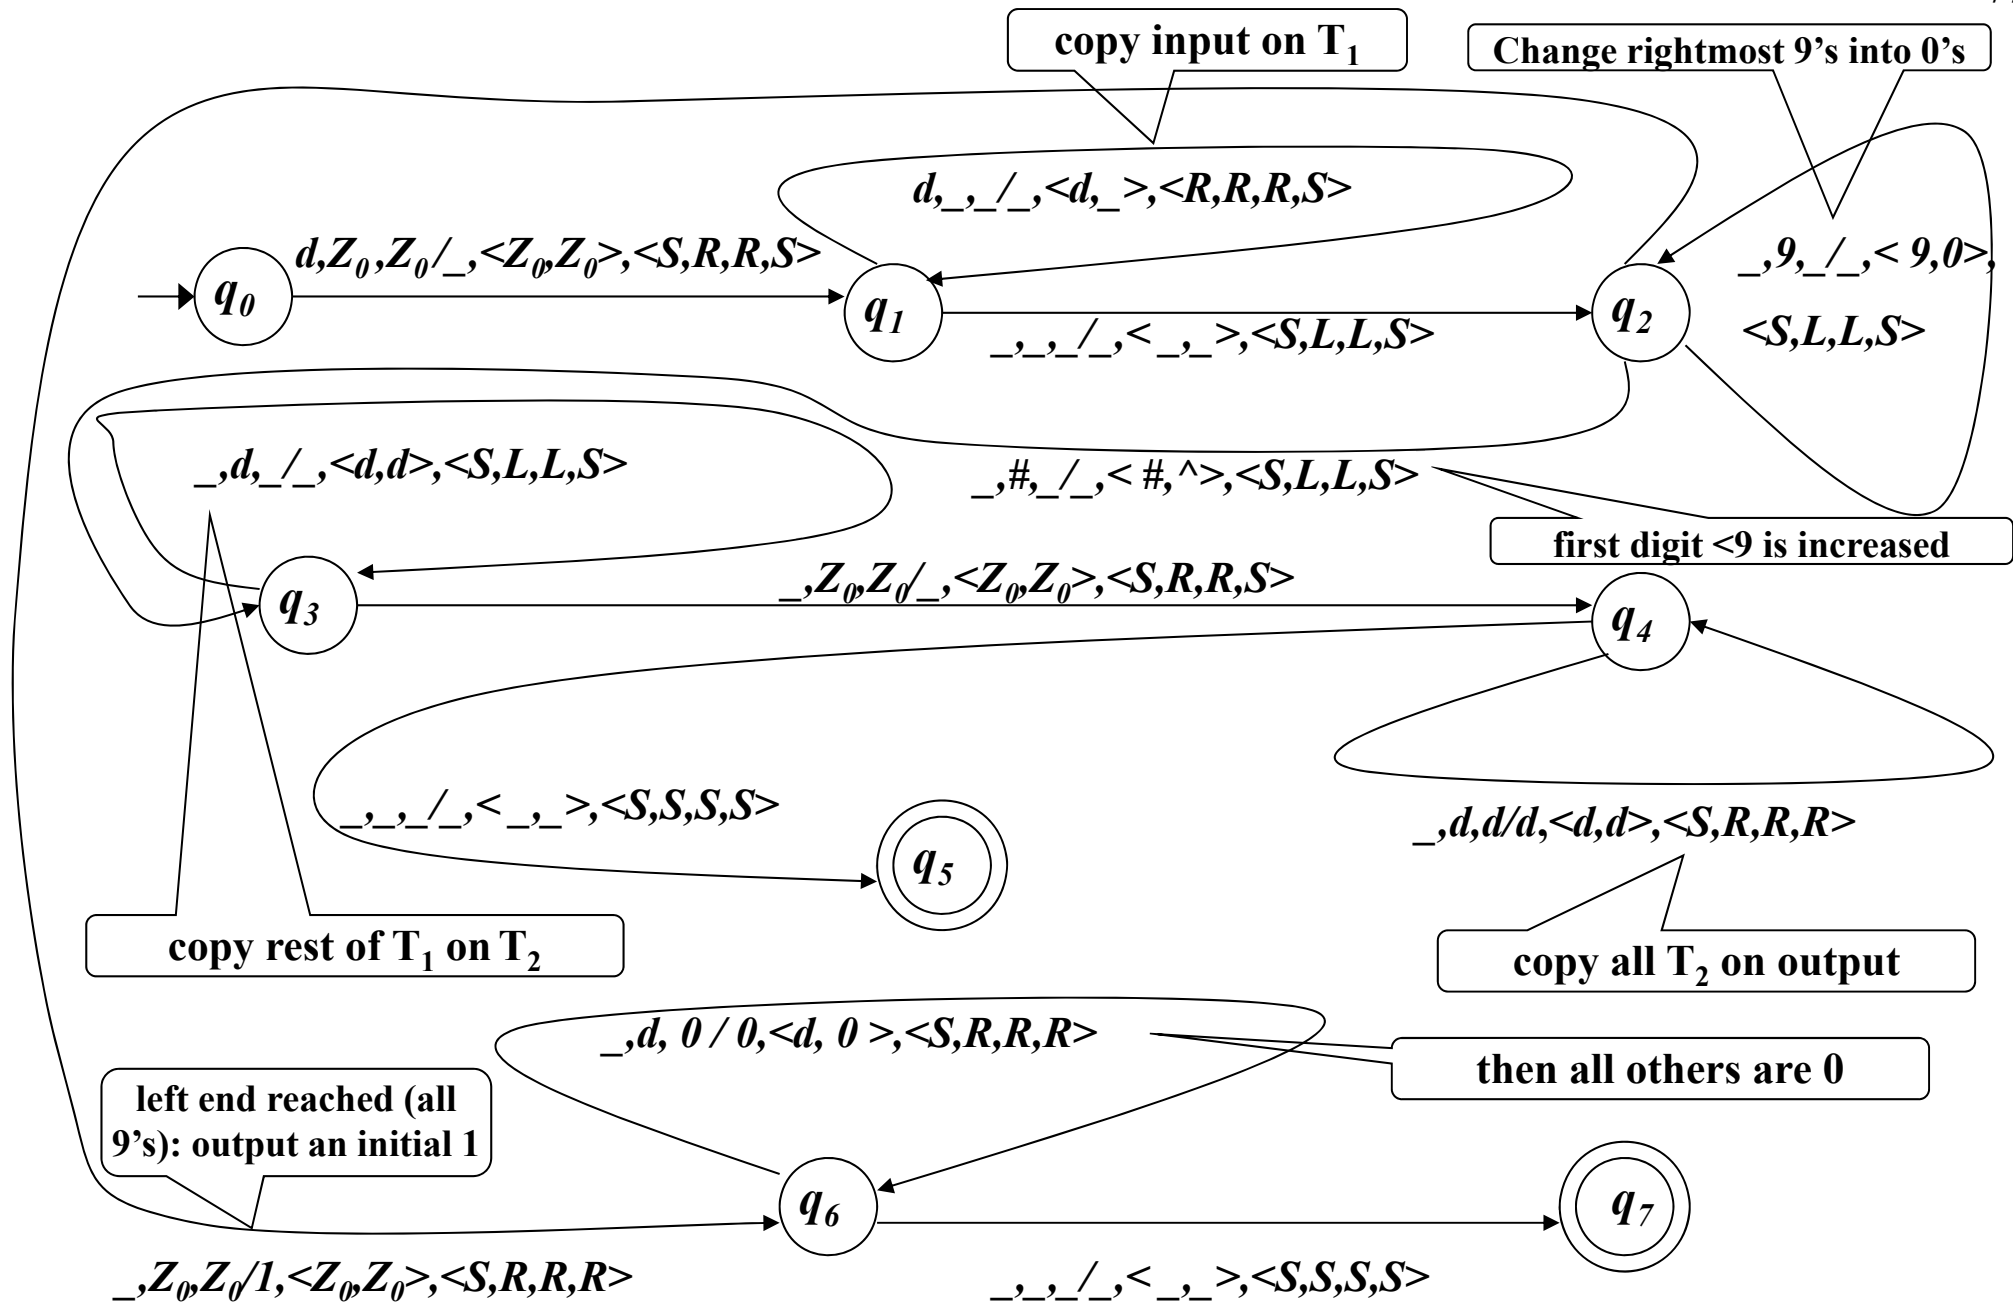 copy input on T1
Change rightmost 9's into 0's
d,_,_/_,<d,_>,<R,R,R,S>
d,Z0,Z0/_,<Z0,Z0>,<S,R,R,S>
_,9,_/_,< 9,0>,
<S,L,L,S>
q0
q1
q2
_,_,_/_,< _,_>,<S,L,L,S>
_,d,_/_,<d,d>,<S,L,L,S>
_,#,_/_,< #,^>,<S,L,L,S>
first digit <9 is increased
_,Z0,Z0/_,<Z0,Z0>,<S,R,R,S>
q3
q4
_,_,_/_,< _,_>,<S,S,S,S>
_,d,d/d,<d,d>,<S,R,R,R>
q5
copy rest of T1 on T2
copy all T2 on output
_,d, 0 / 0,<d, 0 >,<S,R,R,R>
then all others are 0
left end reached (all
9's): output an initial 1
q6
q7
_,Z0,Z0/1,<Z0,Z0>,<S,R,R,R>
_,_,_/_,< _,_>,<S,S,S,S>